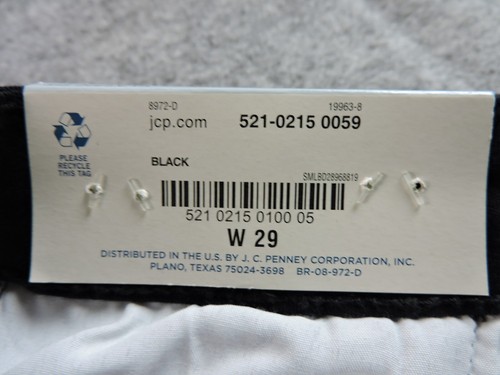 8972-D 19963-8
jcp.com 521-0215 0059
PLEASE
RECYCLE
THIS TAG
BLACK
SMLBD28968819
521 0215 0100 05
W 29
DISTRIBUTED IN THE U.S. BY J. C. PENNEY CORPORATION, INC.
PLANO, TEXAS 75024-3698 BR-08-972-D